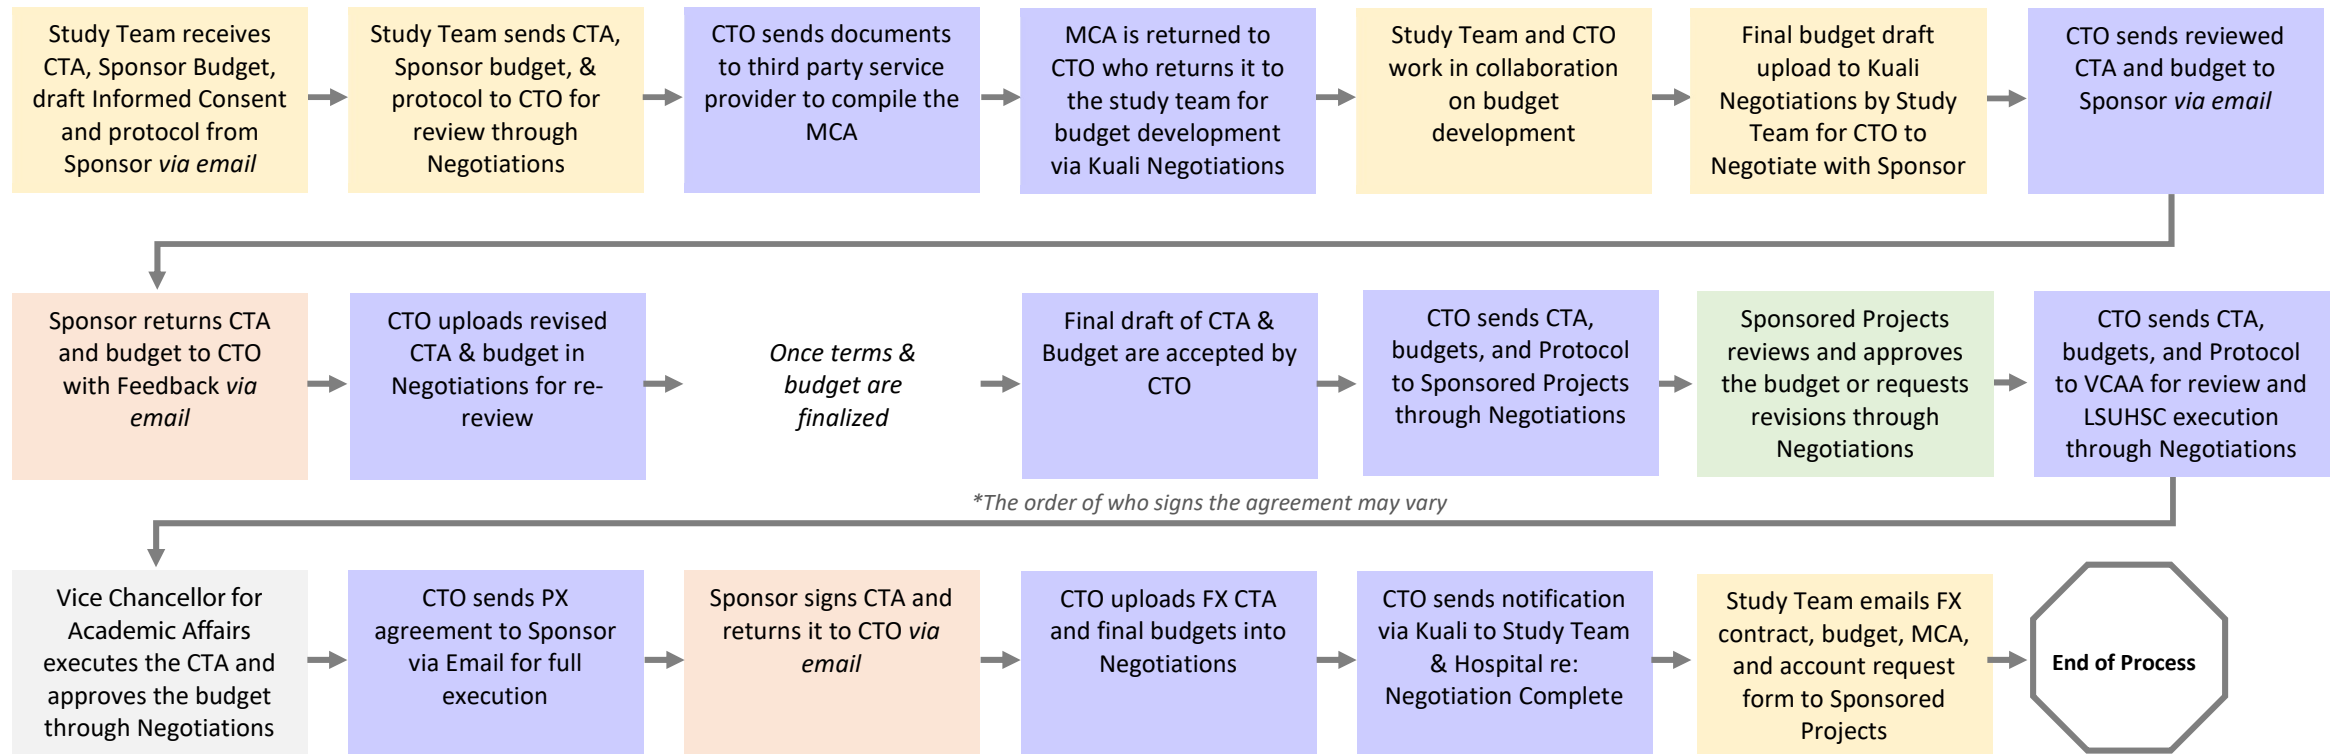 Study Team receives
CTA, Sponsor Budget,
draft Informed Consent
and protocol from
Sponsor via email
Study Team sends CTA,
Sponsor budget, &
protocol to CTO for
review through
Negotiations
CTO sends documents
to third party service
provider to compile the
MCA
MCA is returned to
CTO who returns it to
the study team for
budget development
via Kuali Negotiations
Study Team and CTO
work in collaboration
on budget
development
Final budget draft
upload to Kuali
Negotiations by Study
Team for CTO to
Negotiate with Sponsor
CTO sends reviewed
CTA and budget to
Sponsor via email
Sponsor returns CTA
and budget to CTO
with Feedback via
email
CTO uploads revised
CTA & budget in
Negotiations for re-
review
Once terms &
budget are
finalized
Final draft of CTA &
Budget are accepted by
CTO
CTO sends CTA,
budgets, and Protocol
to Sponsored Projects
through Negotiations
Sponsored Projects
reviews and approves
the budget or requests
revisions through
Negotiations
CTO sends CTA,
budgets, and Protocol
to VCAA for review and
LSUHSC execution
through Negotiations
*The order of who signs the agreement may vary
Vice Chancellor for
Academic Affairs
executes the CTA and
approves the budget
through Negotiations
CTO sends PX
agreement to Sponsor
via Email for full
execution
Sponsor signs CTA and
returns it to CTO via
email
CTO uploads FX CTA
and final budgets into
Negotiations
CTO sends notification
via Kuali to Study Team
& Hospital re:
Negotiation Complete
Study Team emails FX
contract, budget, MCA,
and account request
form to Sponsored
Projects
End of Process